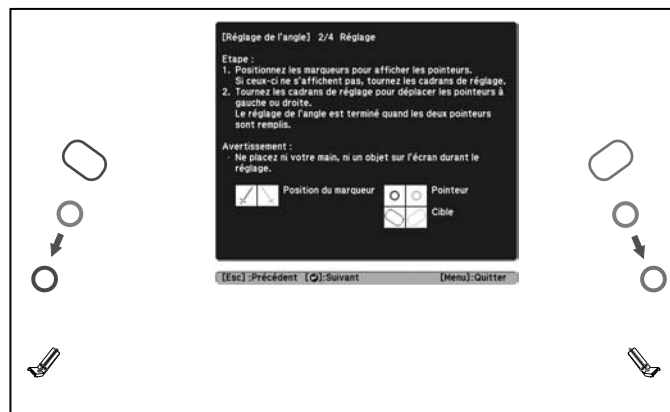 [Réglage de l'angle] 2/4 Réglage
Etape :
1. Positionnez les marqueurs pour afficher les pointeurs.
Si ceux-ci ne s'affichent pas, tournez les cadrans de réglage.
2. Tournez les cadrans de réglage pour déplacer les pointeurs à
gauche ou droite.
Le réglage de l'angle est terminé quand les deux pointeurs
sont remplis.
Avertissement :
· Ne placez ni votre main, ni un objet sur l'écran durant le
réglage.
Position du marqueur
Pointeur
Cible
[Esc] :Précédent [⏎]:Suivant [Menu]:Quitter